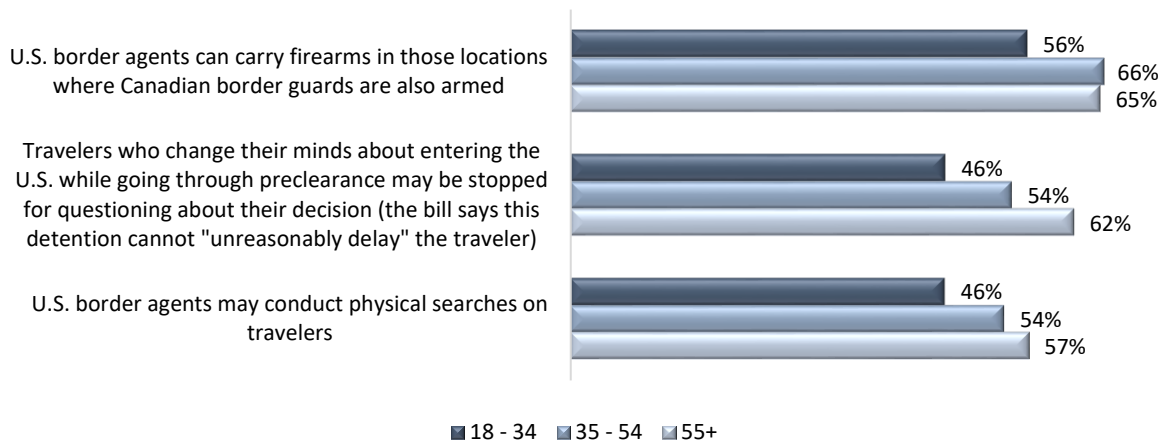 U.S. border agents can carry firearms in those locations
where Canadian border guards are also armed
56%
66%
65%
Travelers who change their minds about entering the
U.S. while going through preclearance may be stopped
for questioning about their decision (the bill says this
detention cannot "unreasonably delay" the traveler)
46%
54%
62%
U.S. border agents may conduct physical searches on
travelers
46%
54%
57%
18 - 34 35 - 54 55+